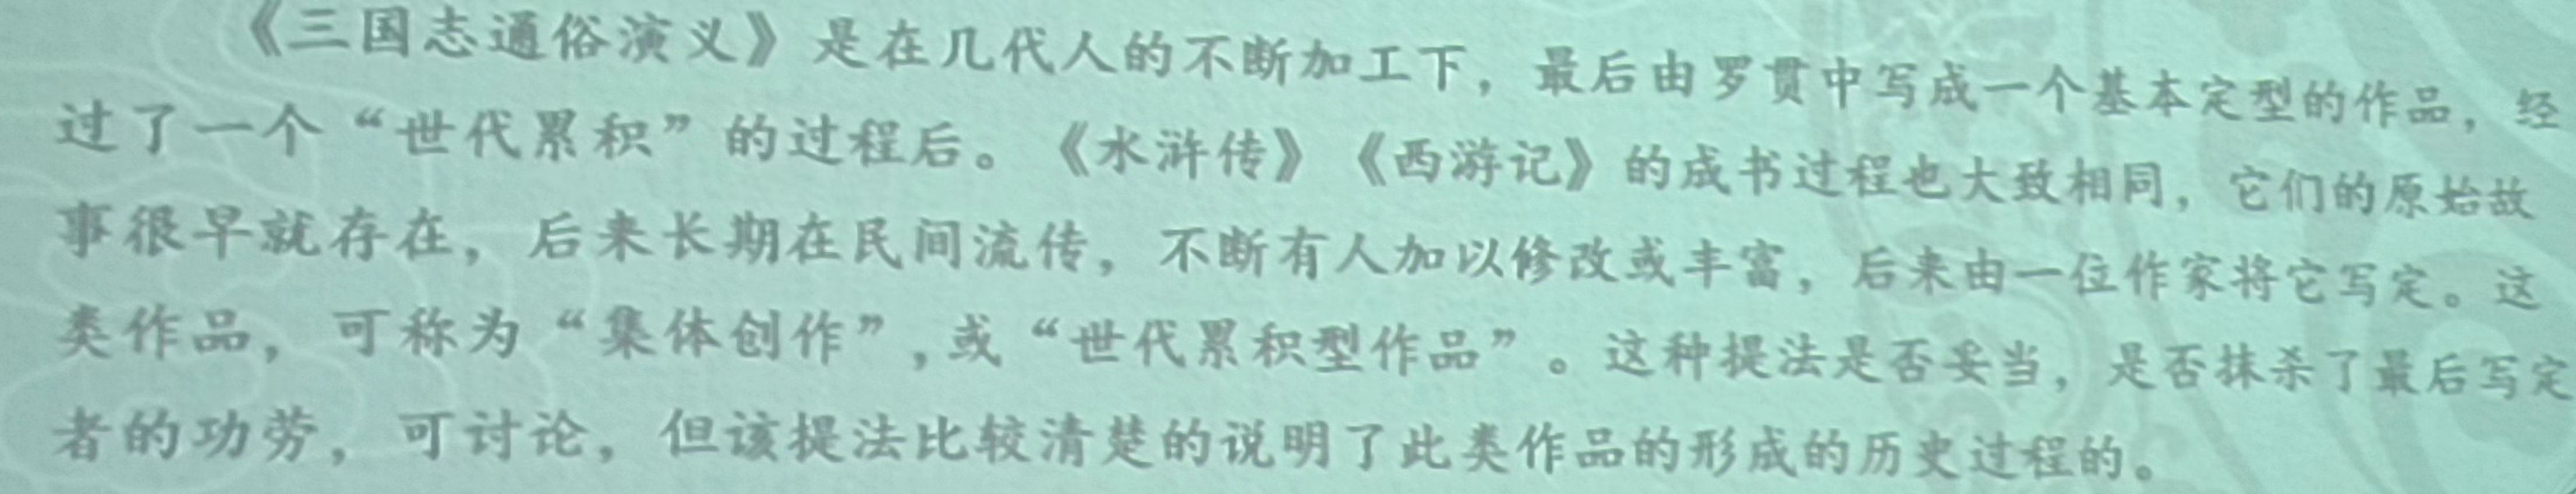 《三国志通俗演义》是在几代人的不断加工下，最后由罗贯中写成一个基本定型的作品，经
过了一个“世代累积”的过程后。《水浒传》《西游记》的成书过程也大致相同，它们的原始故
事很早就存在，后来长期在民间流传，不断有人加以修改或丰富，后来由一位作家将它写定。这
类作品，可称为“集体创作”,或“世代累积型作品”。这种提法是否妥当，是否抹杀了最后写定
者的功劳，可讨论，但该提法比较清楚的说明了此类作品的形成的历史过程的。